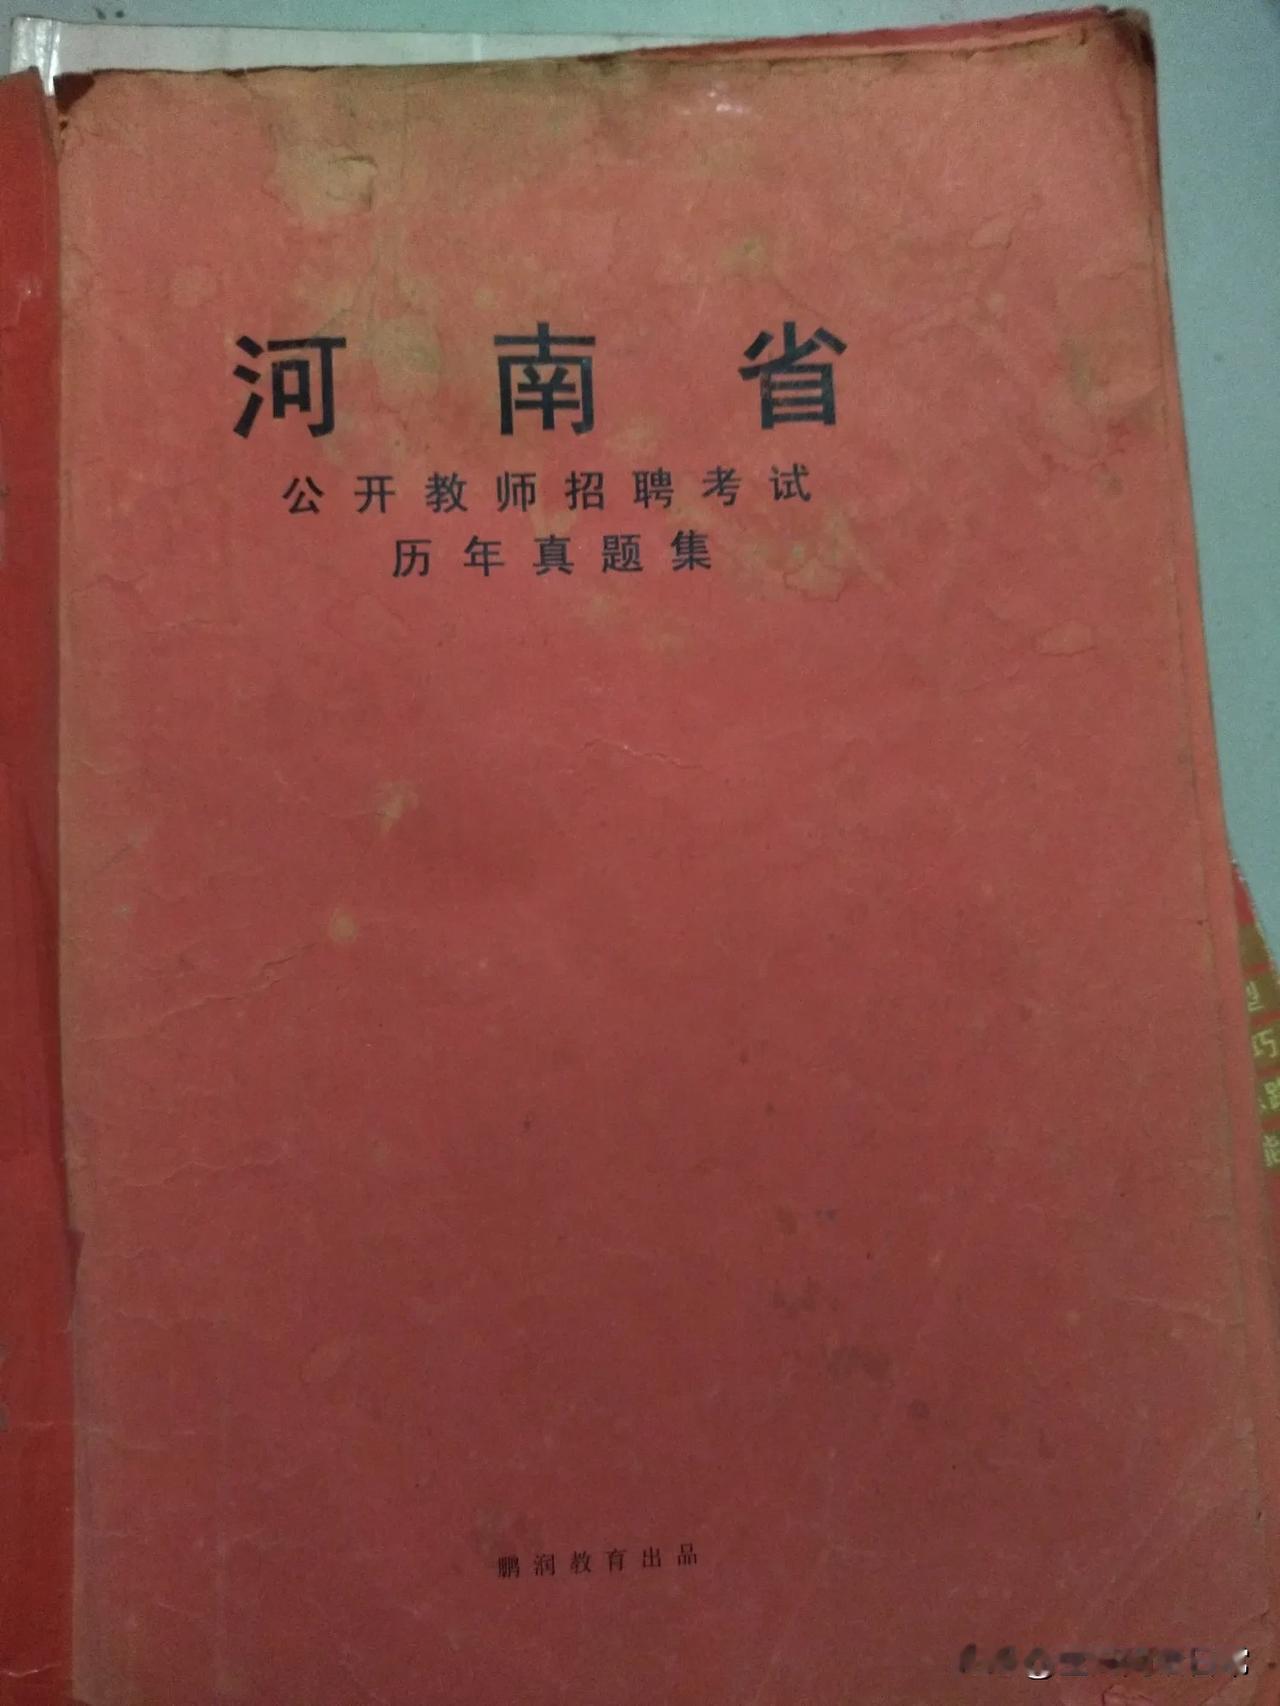 河南省
公开教师招聘考试
历年真题集
鹏润教育出品
巧